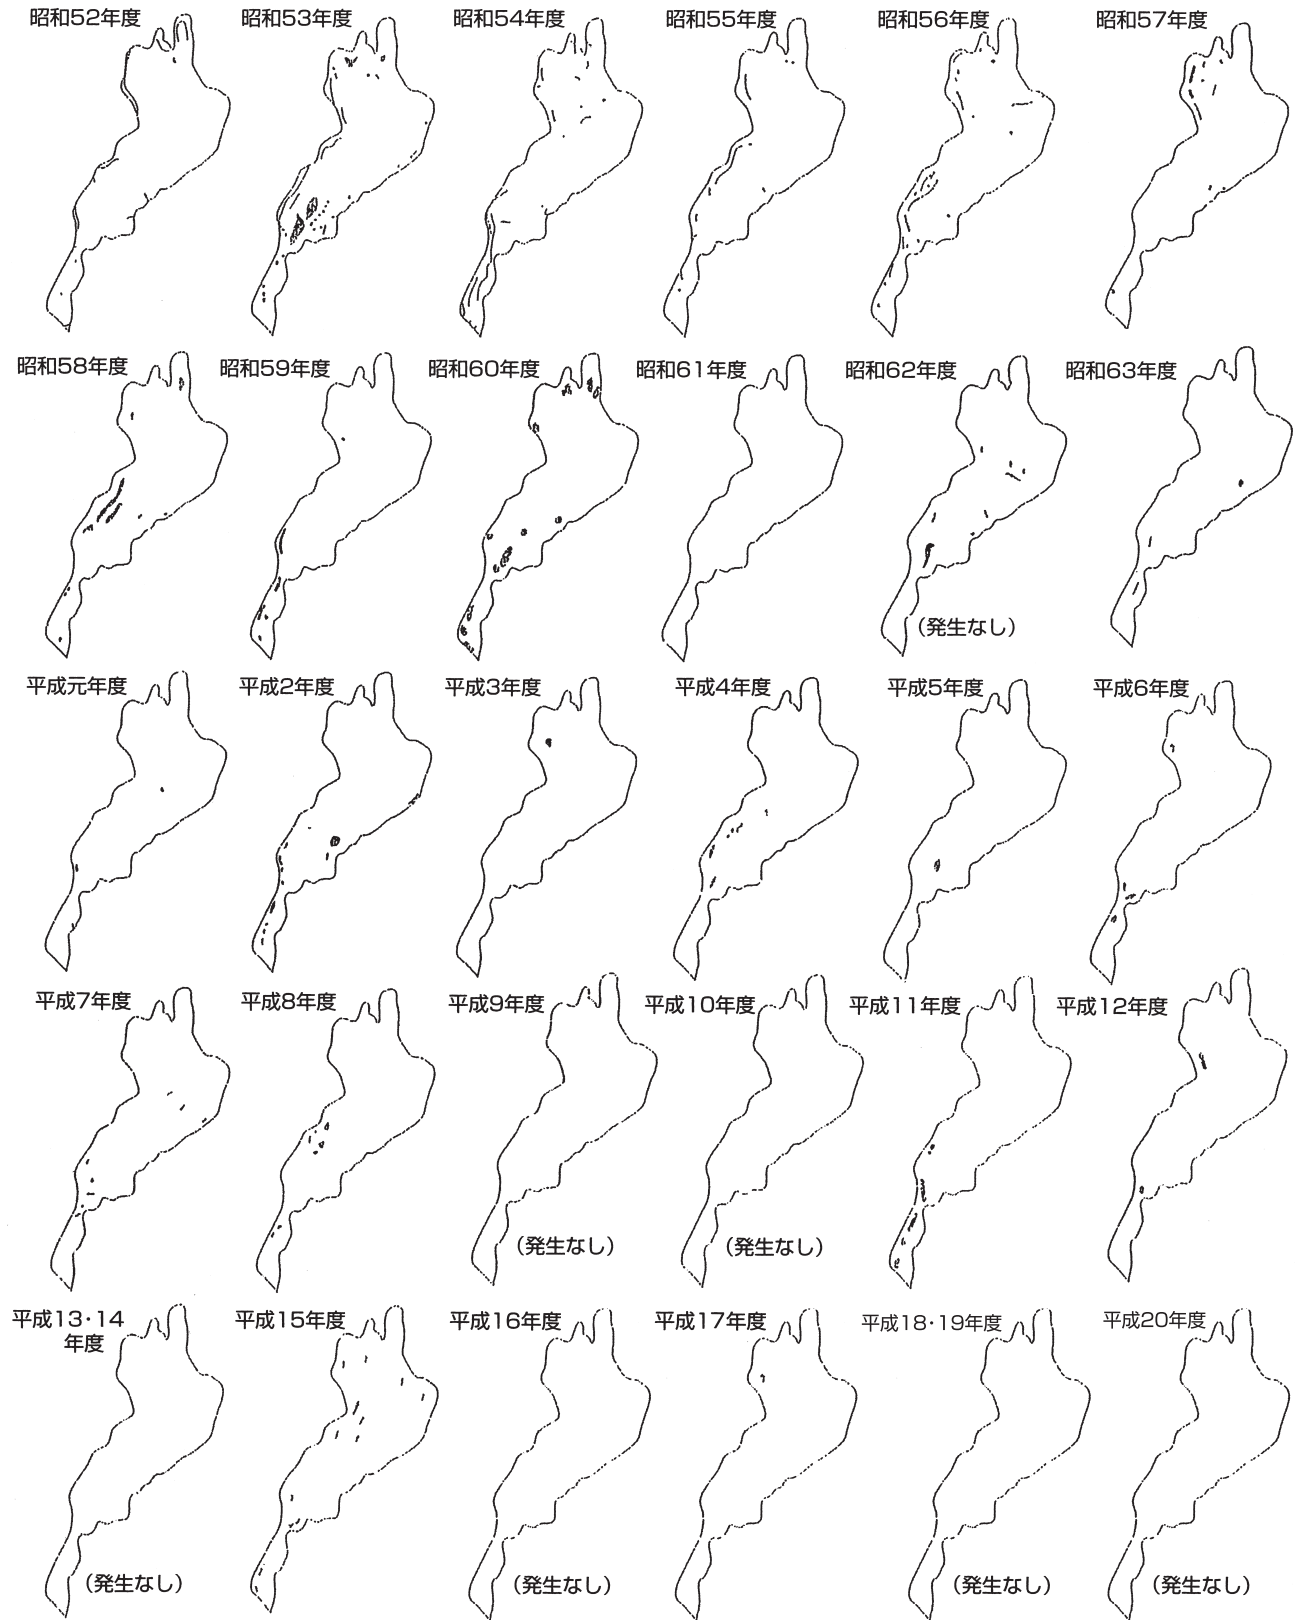 昭和52年度
昭和53年度
昭和54年度
昭和55年度
昭和56年度
昭和57年度
昭和58年度
昭和59年度
昭和60年度
昭和61年度
昭和62年度
昭和63年度
（発生なし）
平成元年度
平成2年度
平成3年度
平成4年度
平成5年度
平成6年度
平成7年度
平成8年度
平成9年度
平成10年度
平成11年度
平成12年度
（発生なし）
（発生なし）
平成13・14
年度
平成15年度
平成16年度
平成17年度
平成18・19年度
平成20年度
（発生なし）
（発生なし）
（発生なし）
（発生なし）